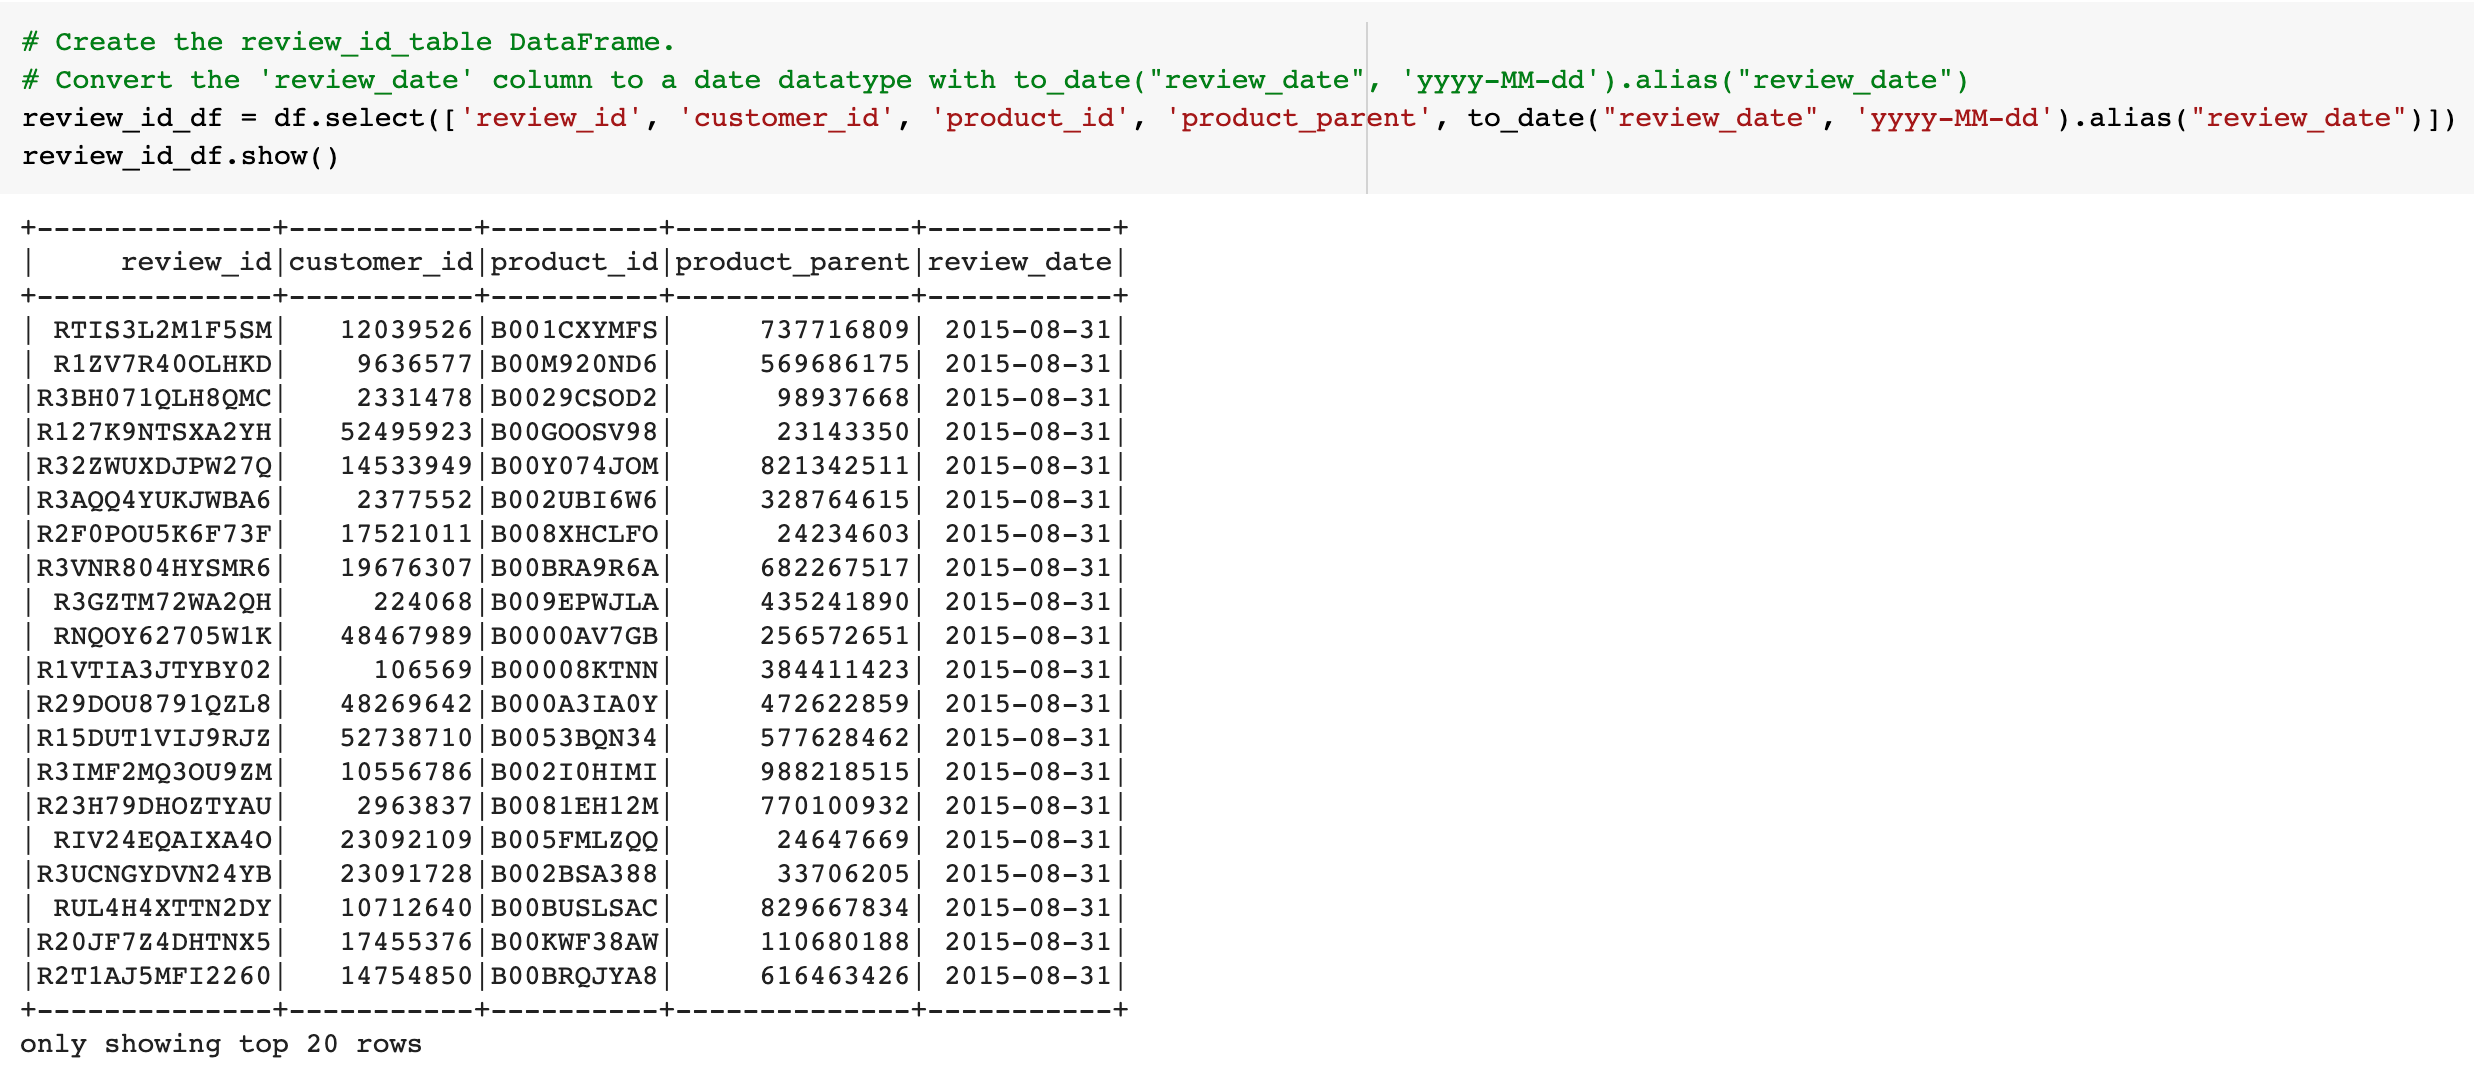 # Create the review_id_table DataFrame.
# Convert the 'review_date' column to a date datatype with to_date("review_date", 'yyyy-MM-dd').alias("review_date")
review_id_df = df.select(['review_id', 'customer_id', 'product_id', 'product_parent', to_date("review_date", 'yyyy-MM-dd').alias("review_date")])
review_id_df.show()
+--------------+-----------+----------+--------------+-----------+
|     review_id|customer_id|product_id|product_parent|review_date|
+--------------+-----------+----------+--------------+-----------+
| RTIS3L2M1F5SM|   12039526|B001CXYMFS|     737716809| 2015-08-31|
| R1ZV7R40OLHKD|    9636577|B00M920ND6|     569686175| 2015-08-31|
|R3BH071QLH8QMC|    2331478|B0029CSOD2|      98937668| 2015-08-31|
|R127K9NTSXA2YH|   52495923|B00GOOSV98|      23143350| 2015-08-31|
|R32ZWUXDJPW27Q|   14533949|B00Y074JOM|     821342511| 2015-08-31|
|R3AQQ4YUKJWBA6|    2377552|B002UBI6W6|     328764615| 2015-08-31|
|R2F0POU5K6F73F|   17521011|B008XHCLFO|      24234603| 2015-08-31|
|R3VNR804HYSMR6|   19676307|B00BRA9R6A|     682267517| 2015-08-31|
| R3GZTM72WA2QH|     224068|B009EPWJLA|     435241890| 2015-08-31|
| RNQOY62705W1K|   48467989|B0000AV7GB|     256572651| 2015-08-31|
|R1VTIA3JTYBY02|     106569|B00008KTNN|     384411423| 2015-08-31|
|R29DOU8791QZL8|   48269642|B000A3IA0Y|     472622859| 2015-08-31|
|R15DUT1VIJ9RJZ|   52738710|B0053BQN34|     577628462| 2015-08-31|
|R3IMF2MQ3OU9ZM|   10556786|B002I0HIMI|     988218515| 2015-08-31|
|R23H79DHOZTYAU|    2963837|B0081EH12M|     770100932| 2015-08-31|
| RIV24EQAIXA4O|   23092109|B005FMLZQQ|      24647669| 2015-08-31|
|R3UCNGYDVN24YB|   23091728|B002BSA388|      33706205| 2015-08-31|
| RUL4H4XTTN2DY|   10712640|B00BUSLSAC|     829667834| 2015-08-31|
|R20JF7Z4DHTNX5|   17455376|B00KWF38AW|     110680188| 2015-08-31|
|R2T1AJ5MFI2260|   14754850|B00BRQJYA8|     616463426| 2015-08-31|
+--------------+-----------+----------+--------------+-----------+
only showing top 20 rows